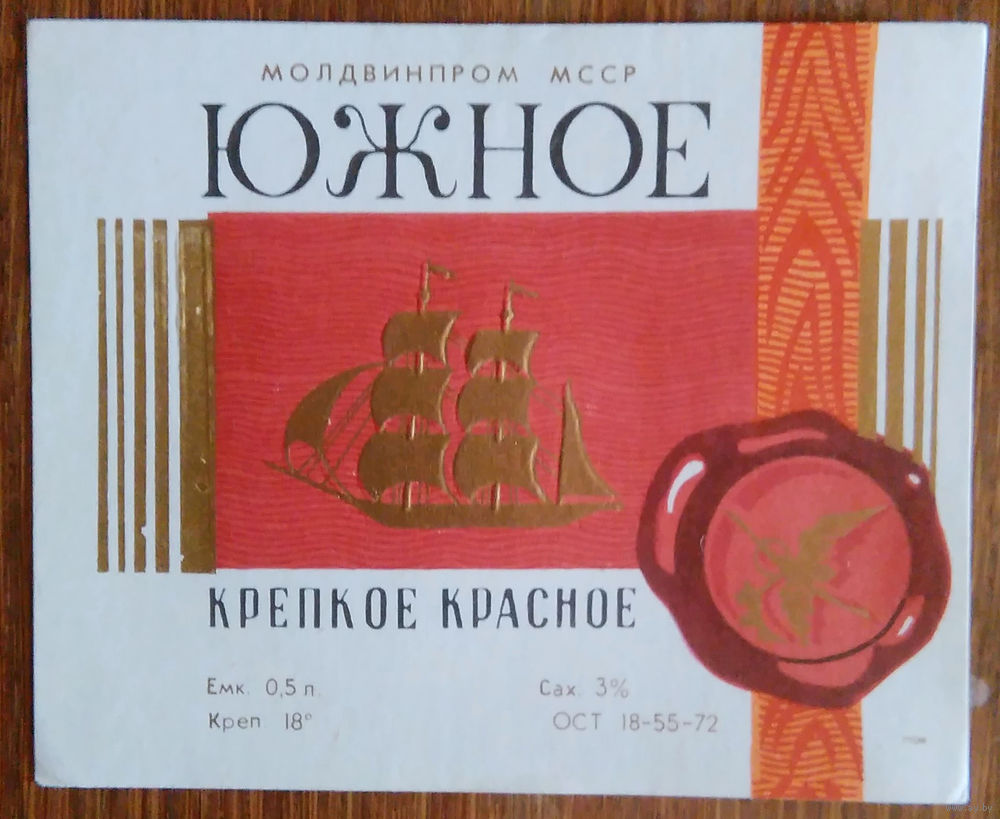 МОЛДВИНПРОМ МССР
ЮЖНОЕ
КРЕПКОЕ КРАСНОЕ
Емк. 0,5 л. Сах. 3%
Креп 18° ОСТ 18-55-72